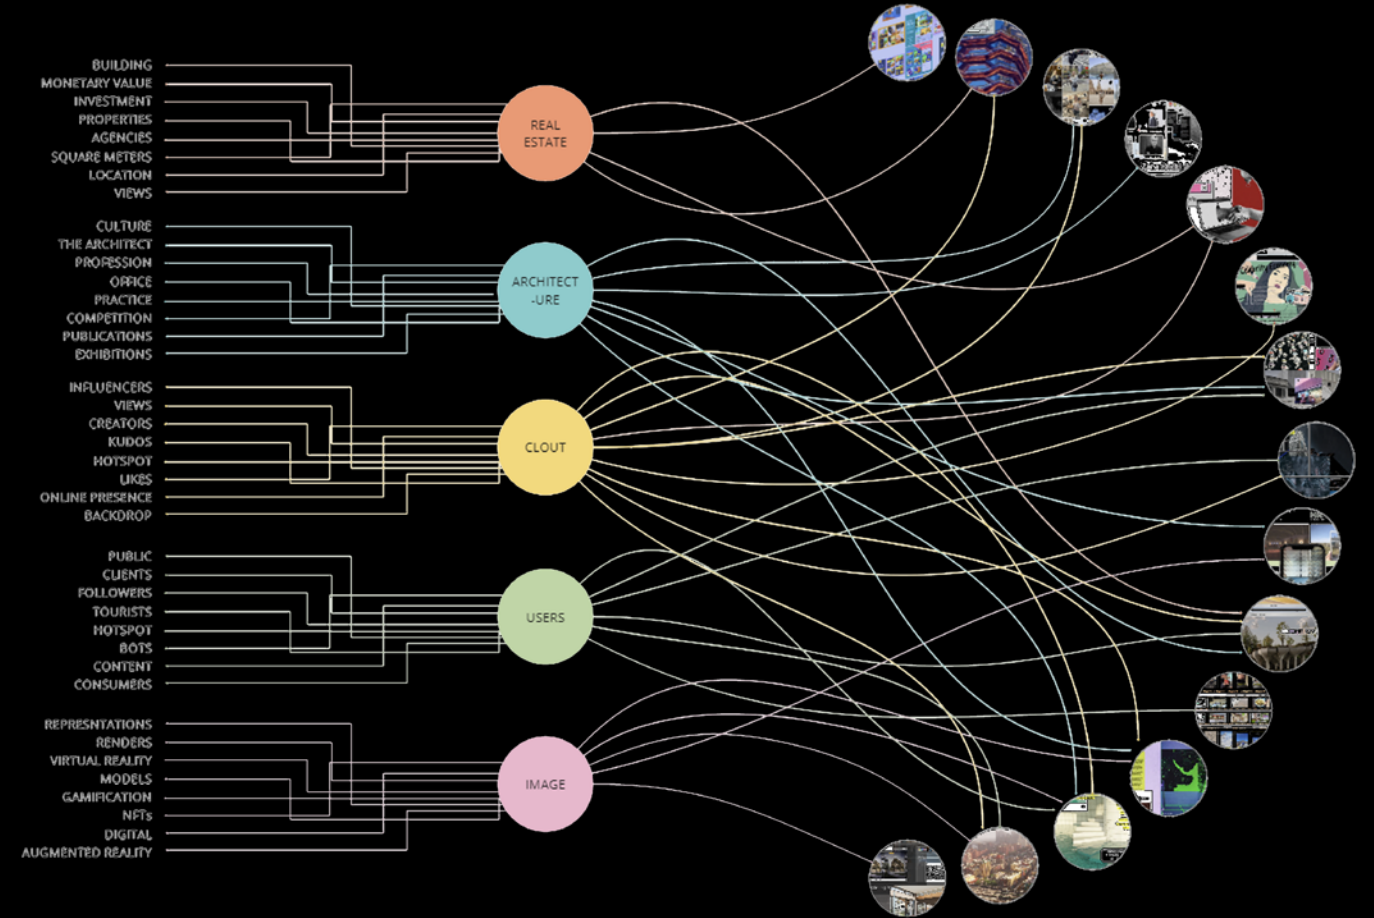 BUILDING
MONETARY VALUE
INVESTMENT
PROPERTIES
AGENCIES
SQUARE METERS
LOCATION
VIEWS
REAL
ESTATE
CULTURE
THE ARCHITECT
PROFESSION
OFFICE
PRACTICE
COMPETITION
PUBLICATIONS
EXHIBITIONS
ARCHITECT
-URE
INFLUENCERS
VIEWS
CREATORS
KUDOS
HOTSPOT
LIKES
ONLINE PRESENCE
BACKDROP
CLOUT
PUBLIC
CLIENTS
FOLLOWERS
TOURISTS
HOTSPOT
BOTS
CONTENT
CONSUMERS
USERS
REPRESNTATIONS
RENDERS
VIRTUAL REALITY
MODELS
GAMIFICATION
NFTs
DIGITAL
AUGMENTED REALITY
IMAGE